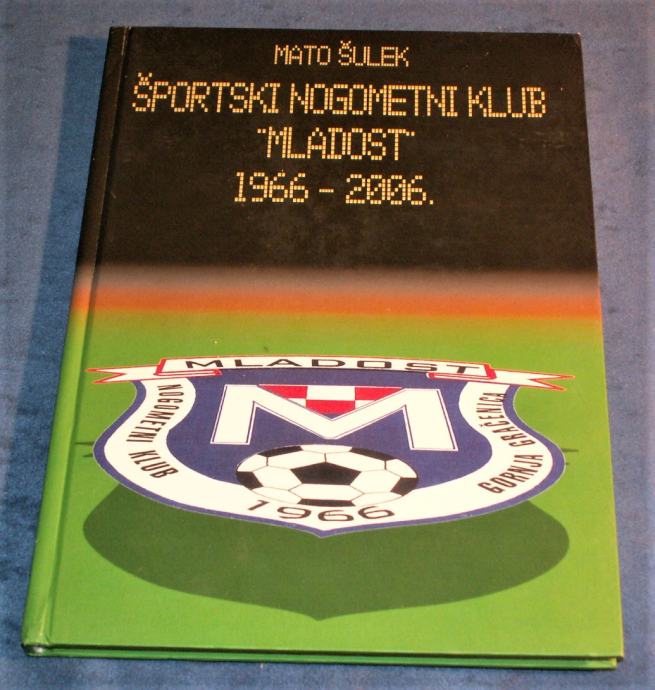 MATO ŠULEK
ŠPORTSKI NOGOMETNI KLUB
"MLADOST"
1966 - 2006.
MLADOST
NOGOMETNI KLUB
GORNJA GRAČENICA
M
1966